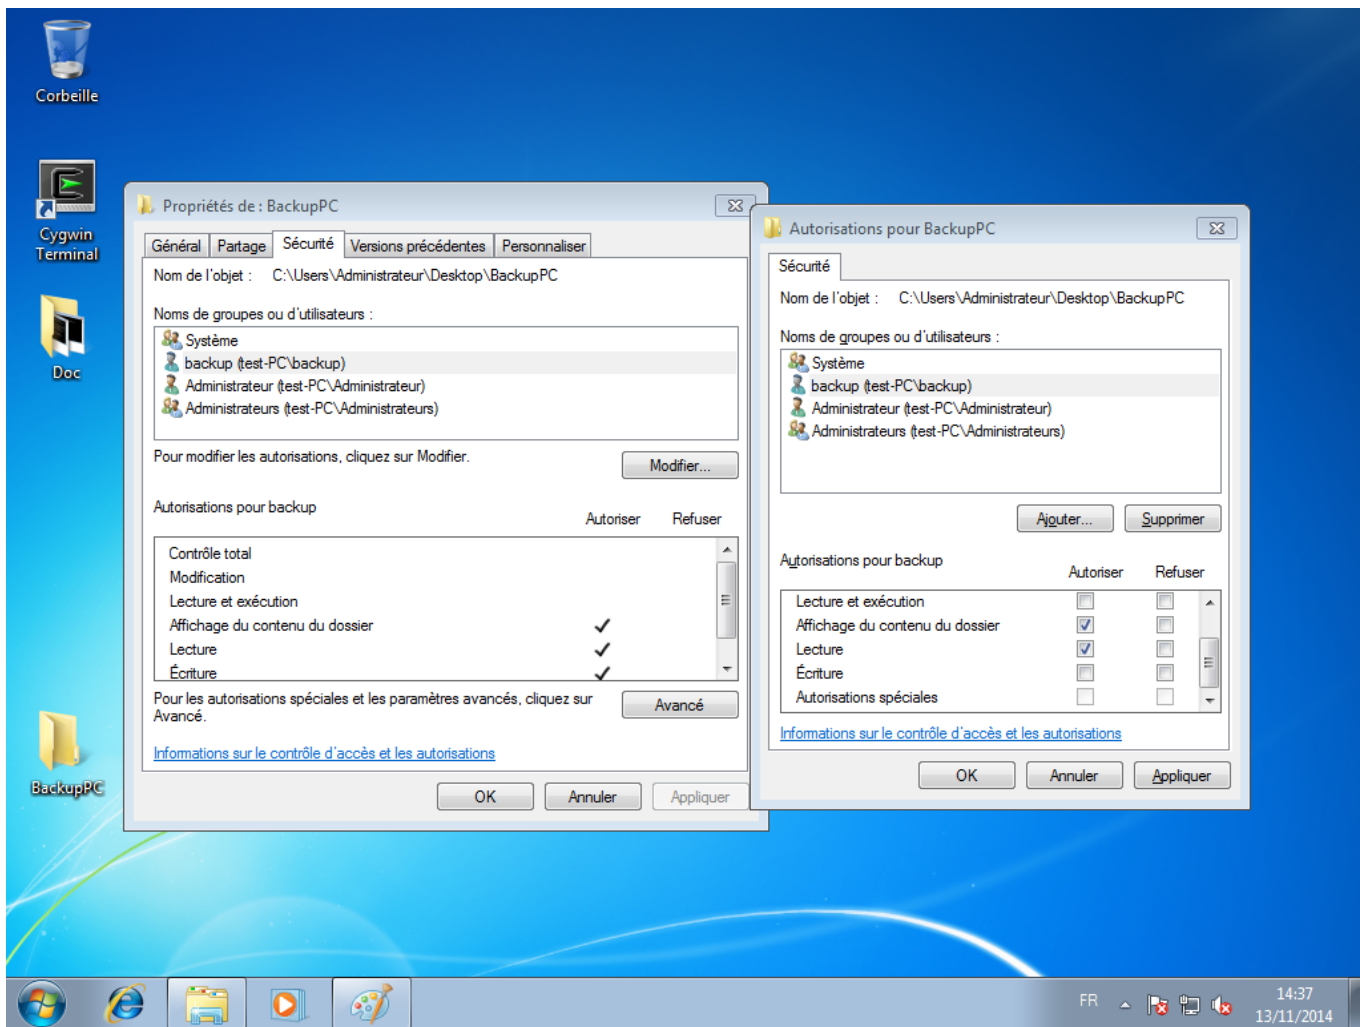 Corbeille
Cygwin
Terminal
Doc
BackupPC
Propriétés de : BackupPC
Général Partage Sécurité Versions précédentes Personnaliser
Nom de l'objet : C:\Users\Administrateur\Desktop\BackupPC
Noms de groupes ou d'utilisateurs :
Système
backup (test-PC\backup)
Administrateur (test-PC\Administrateur)
Administrateurs (test-PC\Administrateurs)
Pour modifier les autorisations, cliquez sur Modifier.
Modifier...
Autorisations pour backup
Autoriser Refuser
Contrôle total
Modification
Lecture et exécution
Affichage du contenu du dossier
Lecture
Écriture
Pour les autorisations spéciales et les paramètres avancés, cliquez sur
Avancé.
Avancé
Informations sur le contrôle d'accès et les autorisations
OK Annuler Appliquer
Autorisations pour BackupPC
Sécurité
Nom de l'objet : C:\Users\Administrateur\Desktop\BackupPC
Noms de groupes ou d'utilisateurs :
Système
backup (test-PC\backup)
Administrateur (test-PC\Administrateur)
Administrateurs (test-PC\Administrateurs)
Ajouter... Supprimer
Autorisations pour backup
Autoriser Refuser
Lecture et exécution
Affichage du contenu du dossier
Lecture
Écriture
Autorisations spéciales
Informations sur le contrôle d'accès et les autorisations
OK Annuler Appliquer
FR
14:37
13/11/2014